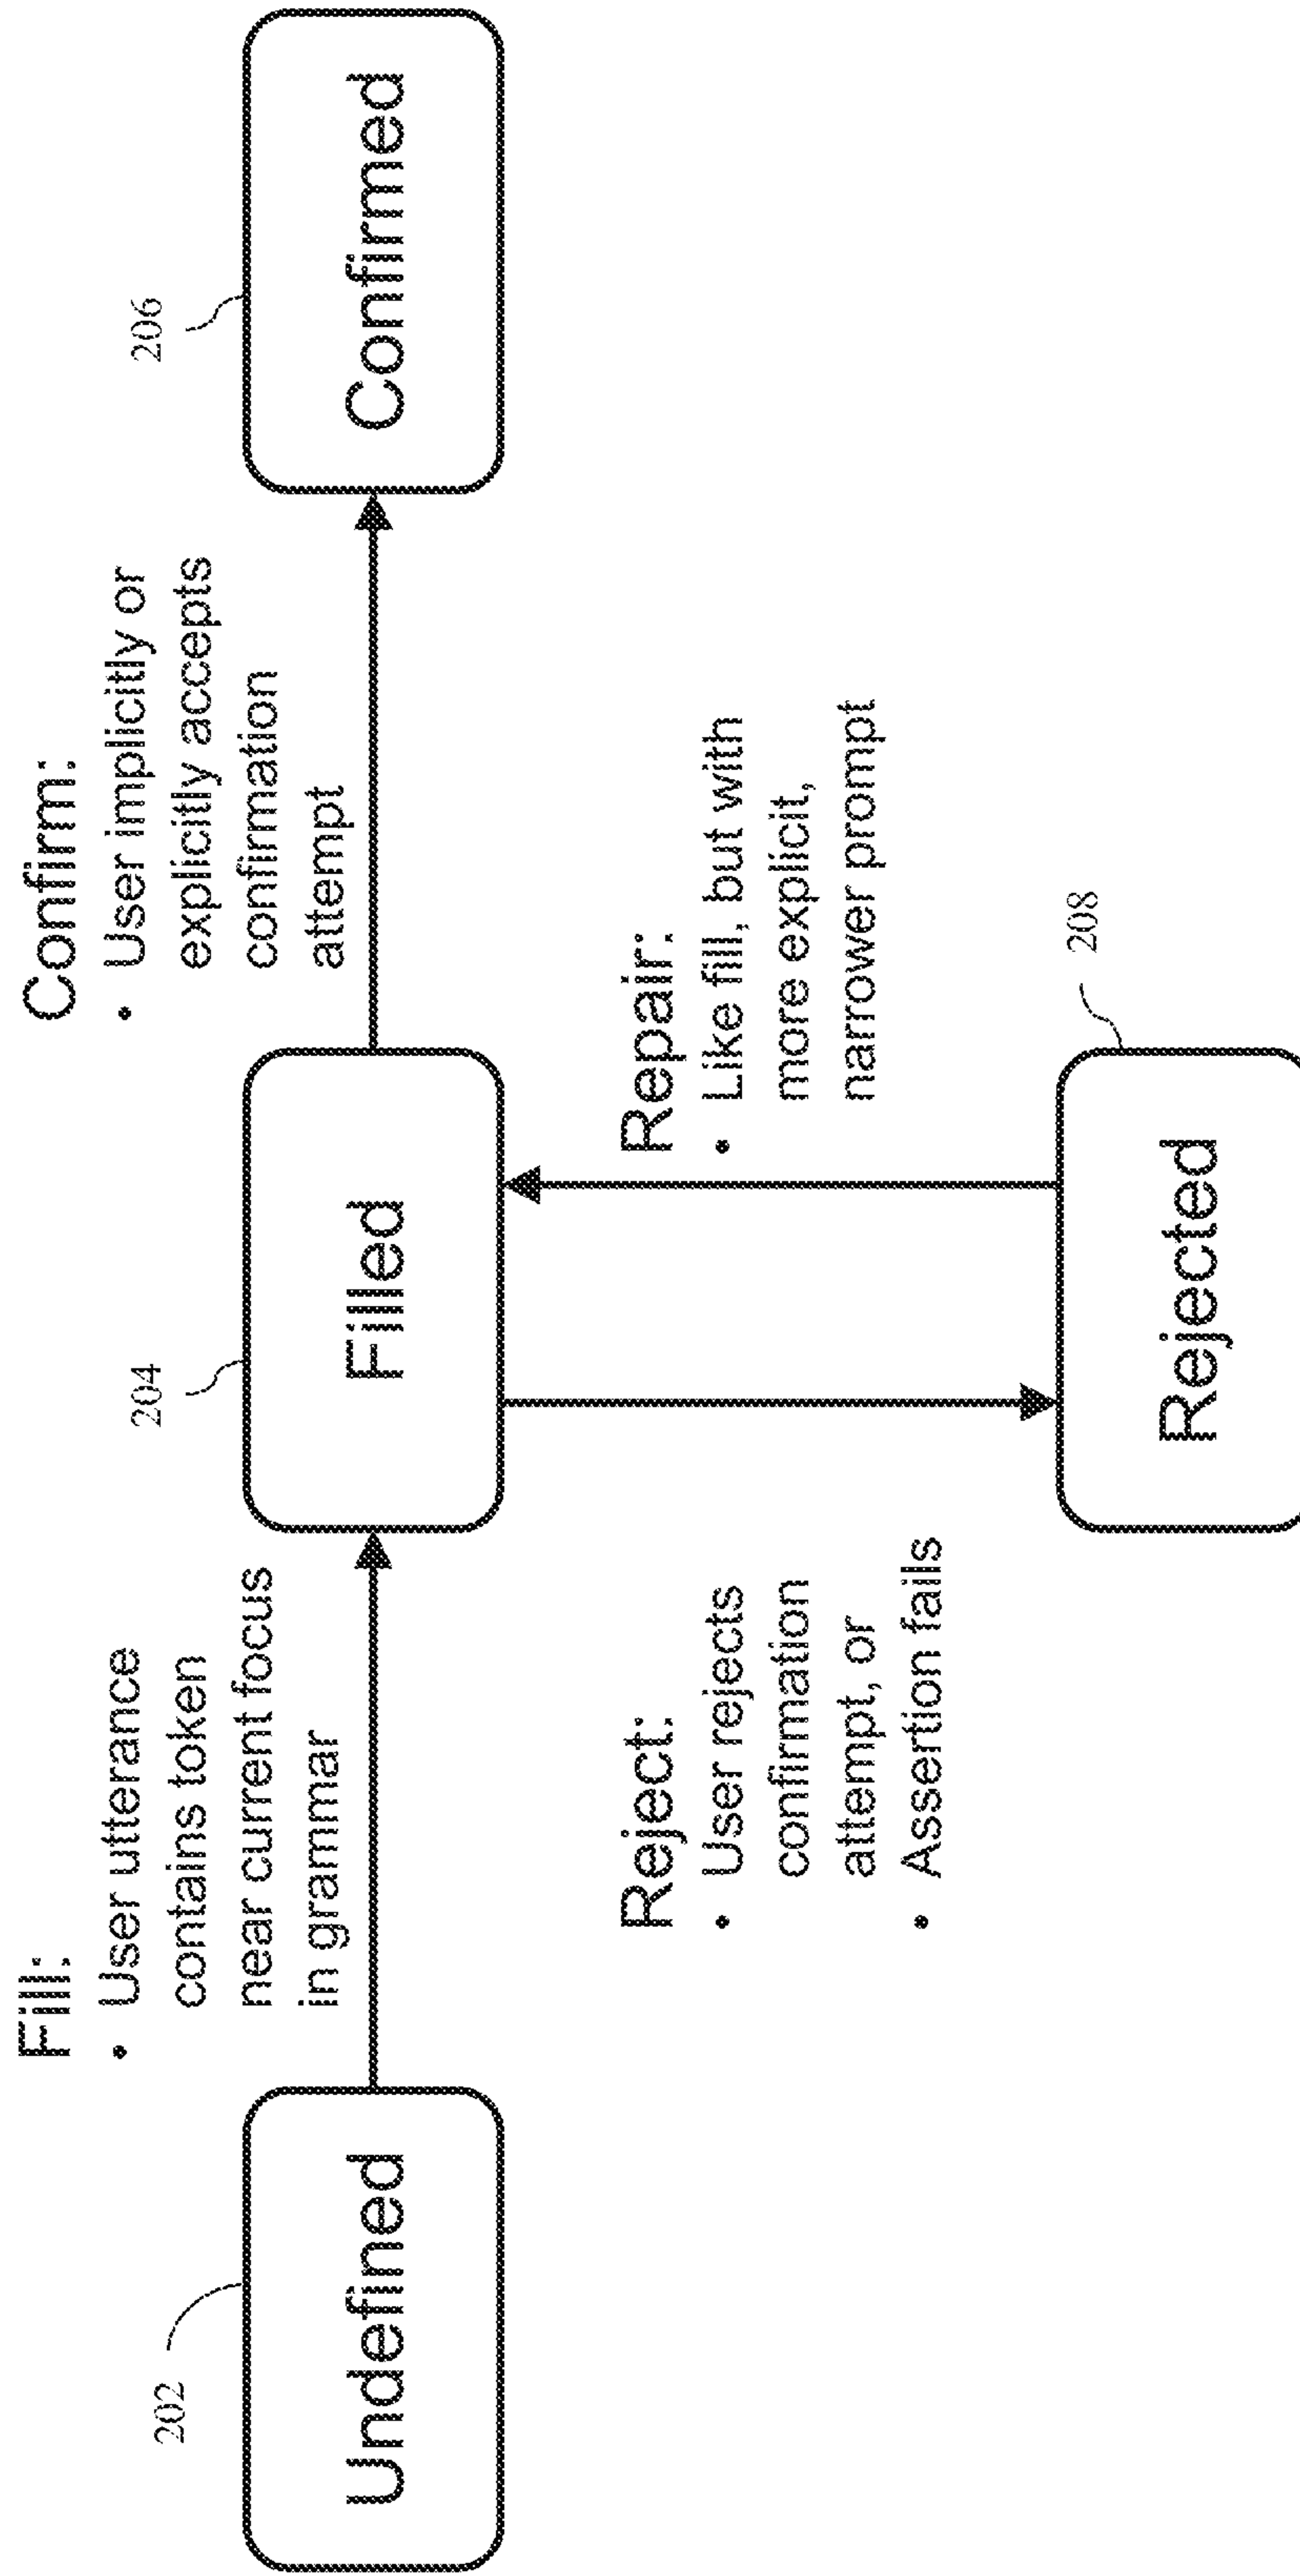 Fill:
• User utterance
contains token
near current focus
in grammar
Confirm:
• User implicitly or
explicitly accepts
confirmation
attempt
202
204
206
Undefined
Filled
Confirmed
Reject:
• User rejects
confirmation
attempt, or
• Assertion fails
Repair:
• Like fill, but with
more explicit,
narrower prompt
208
Rejected